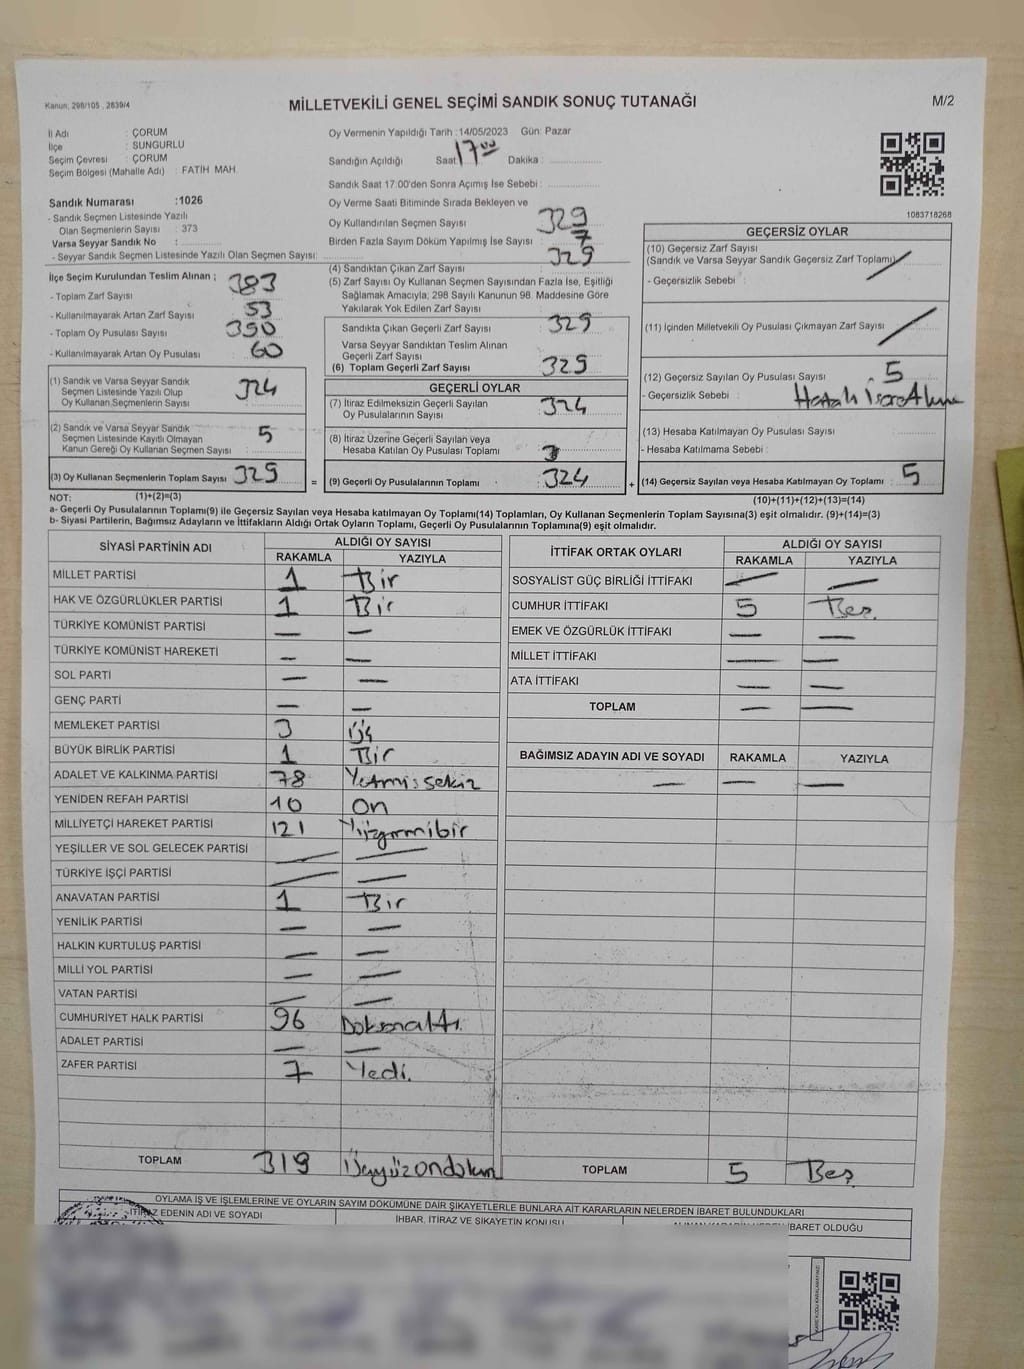 Kanun: 298/105 , 2839/4
MİLLETVEKİLİ GENEL SEÇİMİ SANDIK SONUÇ TUTANAĞI
M/2
İl Adı : ÇORUM
İlçe : SUNGURLU
Seçim Çevresi : ÇORUM
Seçim Bölgesi (Mahalle Adı) : FATİH MAH
Oy Vermenin Yapıldığı Tarih :14/05/2023 Gün: Pazar
Sandığın Açıldığı Saat 17 00 Dakika :
Sandık Saat 17:00'den Sonra Açımış İse Sebebi :
Sandık Numarası :1026
- Sandık Seçmen Listesinde Yazılı
Olan Seçmenlerin Sayısı : 373
Varsa Seyyar Sandık No :
- Seyyar Sandık Seçmen Listesinde Yazılı Olan Seçmen Sayısı:
Oy Verme Saati Bitiminde Sırada Bekleyen ve
Oy Kullandırılan Seçmen Sayısı : 329
Birden Fazla Sayım Döküm Yapılmış İse Sayısı :
1083718268
İlçe Seçim Kurulundan Teslim Alınan ;
- Toplam Zarf Sayısı : 383
- Kullanılmayarak Artan Zarf Sayısı : 53
- Toplam Oy Pusulası Sayısı : 390
- Kullanılmayarak Artan Oy Pusulası : 60
(1) Sandık ve Varsa Seyyar Sandık
Seçmen Listesinde Yazılı Olup
Oy Kullanan Seçmenlerin Sayısı 324
(2) Sandık ve Varsa Seyyar Sandık
Seçmen Listesinde Kayıtlı Olmayan
Kanun Gereği Oy Kullanan Seçmen Sayısı 5
(3) Oy Kullanan Seçmenlerin Toplam Sayısı 329
(4) Sandıktan Çıkan Zarf Sayısı : 329
(5) Zarf Sayısı Oy Kullanan Seçmen Sayısından Fazla İse, Eşitliği
Sağlamak Amacıyla; 298 Sayılı Kanunun 98. Maddesine Göre
Yakılarak Yok Edilen Zarf Sayısı :
Sandıkta Çıkan Geçerli Zarf Sayısı : 329
Varsa Seyyar Sandıktan Teslim Alınan
Geçerli Zarf Sayısı :
(6) Toplam Geçerli Zarf Sayısı : 329
GEÇERLİ OYLAR
(7) İtiraz Edilmeksizin Geçerli Sayılan
Oy Pusulalarının Sayısı : 324
(8) İtiraz Üzerine Geçerli Sayılan veya
Hesaba Katılan Oy Pusulası Toplamı :
= (9) Geçerli Oy Pusulalarının Toplamı : 324
GEÇERSİZ OYLAR
(10) Geçersiz Zarf Sayısı
(Sandık ve Varsa Seyyar Sandık Geçersiz Zarf Toplamı)
- Geçersizlik Sebebi :
(11) İçinden Milletvekili Oy Pusulası Çıkmayan Zarf Sayısı
(12) Geçersiz Sayılan Oy Pusulası Sayısı : 5
- Geçersizlik Sebebi :
(13) Hesaba Katılmayan Oy Pusulası Sayısı
- Hesaba Katılmama Sebebi :
+ (14) Geçersiz Sayılan veya Hesaba Katılmayan Oy Toplamı : 5
NOT: (1)+(2)=(3)
(10)+(11)+(12)+(13)=(14)
a- Geçerli Oy Pusulalarının Toplamı(9) ile Geçersiz Sayılan veya Hesaba Katılmayan Oy Toplamı(14) Toplamları, Oy Kullanan Seçmenlerin Toplam Sayısına(3) eşit olmalıdır. (9)+(14)=(3)
b- Siyasi Partilerin, Bağımsız Adayların ve İttifakların Aldığı Ortak Oyların Toplamı, Geçerli Oy Pusulalarının Toplamına(9) eşit olmalıdır.
SİYASİ PARTİNİN ADI ALDIĞI OY SAYISI
RAKAMLA YAZIYLA
MİLLET PARTİSİ 1 Bir
HAK VE ÖZGÜRLÜKLER PARTİSİ 1 Bir
TÜRKİYE KOMÜNİST PARTİSİ — —
TÜRKİYE KOMÜNİST HAREKETİ — —
SOL PARTİ — —
GENÇ PARTİ — —
MEMLEKET PARTİSİ 3 Üç
BÜYÜK BİRLİK PARTİSİ 1 Bir
ADALET VE KALKINMA PARTİSİ 78 Yetmişsekiz
YENİDEN REFAH PARTİSİ 10 On
MİLLİYETÇİ HAREKET PARTİSİ 121 Yüzyirmibir
YEŞİLLER VE SOL GELECEK PARTİSİ — —
TÜRKİYE İŞÇİ PARTİSİ — —
ANAVATAN PARTİSİ 1 Bir
YENİLİK PARTİSİ — —
HALKIN KURTULUŞ PARTİSİ — —
MİLLİ YOL PARTİSİ — —
VATAN PARTİSİ — —
CUMHURİYET HALK PARTİSİ 96 Doksanaltı
ADALET PARTİSİ — —
ZAFER PARTİSİ 7 Yedi.
TOPLAM 319 Üçyüzondokuz
İTTİFAK ORTAK OYLARI ALDIĞI OY SAYISI
RAKAMLA YAZIYLA
SOSYALİST GÜÇ BİRLİĞİ İTTİFAKI — —
CUMHUR İTTİFAKI 5 Beş.
EMEK VE ÖZGÜRLÜK İTTİFAKI — —
MİLLET İTTİFAKI — —
ATA İTTİFAKI — —
TOPLAM — —
BAĞIMSIZ ADAYIN ADI VE SOYADI RAKAMLA YAZIYLA
— — —
TOPLAM 5 Beş
OYLAMA İŞ VE İŞLEMLERİNE VE OYLARIN SAYIM DÖKÜMÜNE DAİR ŞİKAYETLERLE BUNLARA AİT KARARLARIN NELERDEN İBARET BULUNDUKLARI
İTİRAZ EDENİN ADI VE SOYADI
İHBAR, İTİRAZ VE ŞİKAYETİN KONUSU
İBARET OLDUĞU